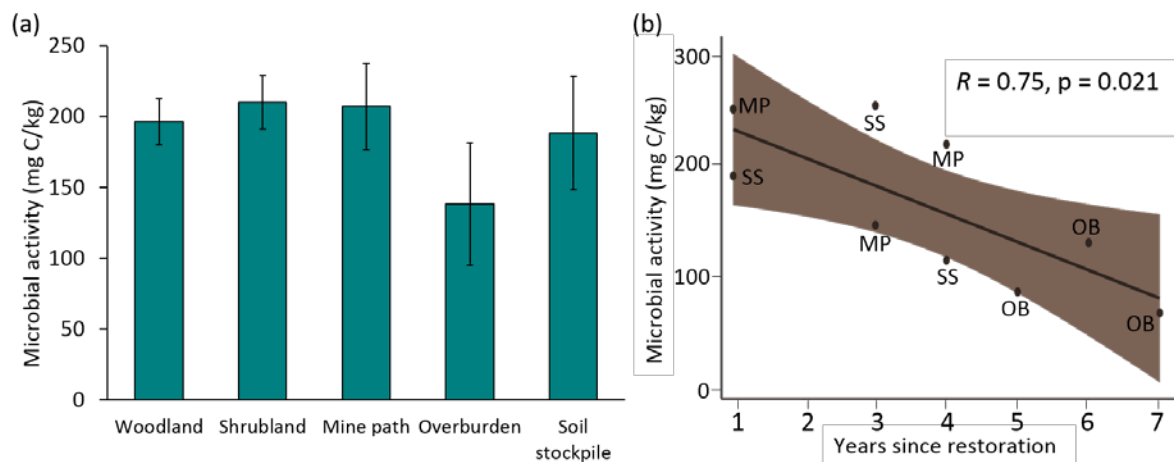 (a)
Microbial activity (mg C/kg)
250
200
150
100
50
0
Woodland Shrubland Mine path Overburden Soil
stockpile
(b)
Microbial activity (mg C/kg)
300
200
100
0
R = 0.75, p = 0.021
MP
SS
SS
MP
MP
SS
OB
OB
OB
1 2 3 4 5 6 7
Years since restoration